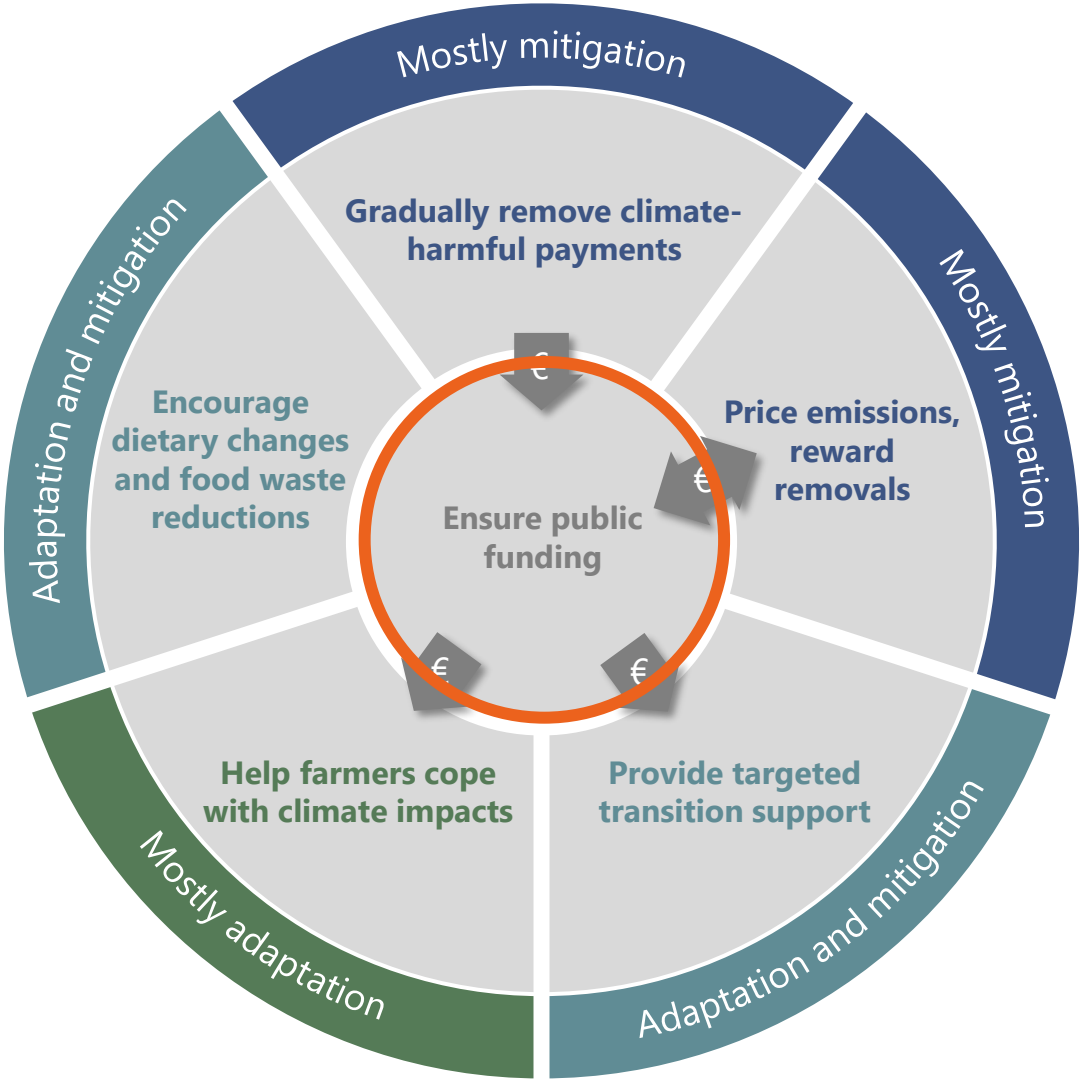 Mostly mitigation
Gradually remove climate-
harmful payments
€
Mostly mitigation
Price emissions,
reward
removals
€
Adaptation and mitigation
Encourage
dietary changes
and food waste
reductions
Ensure public
funding
€
€
Help farmers cope
with climate impacts
Mostly adaptation
Provide targeted
transition support
Adaptation and mitigation